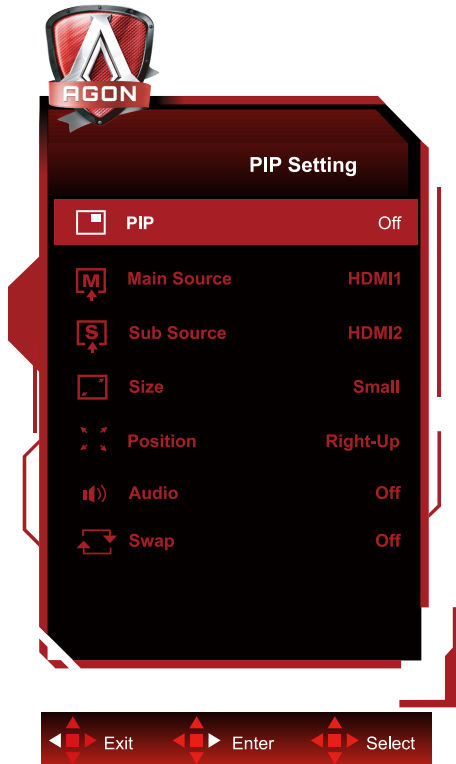 AGON
PIP Setting
PIP Off
M Main Source HDMI1
S Sub Source HDMI2
Size Small
Position Right-Up
Audio Off
Swap Off
Exit Enter Select